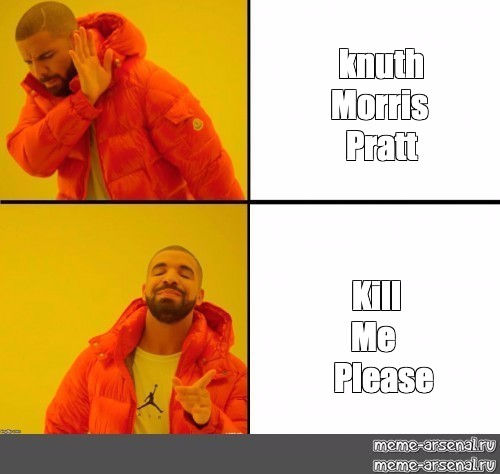 knuth
Morris
Pratt
Kill
Me
Please
meme-arsenal.ru
meme-arsenal.ru